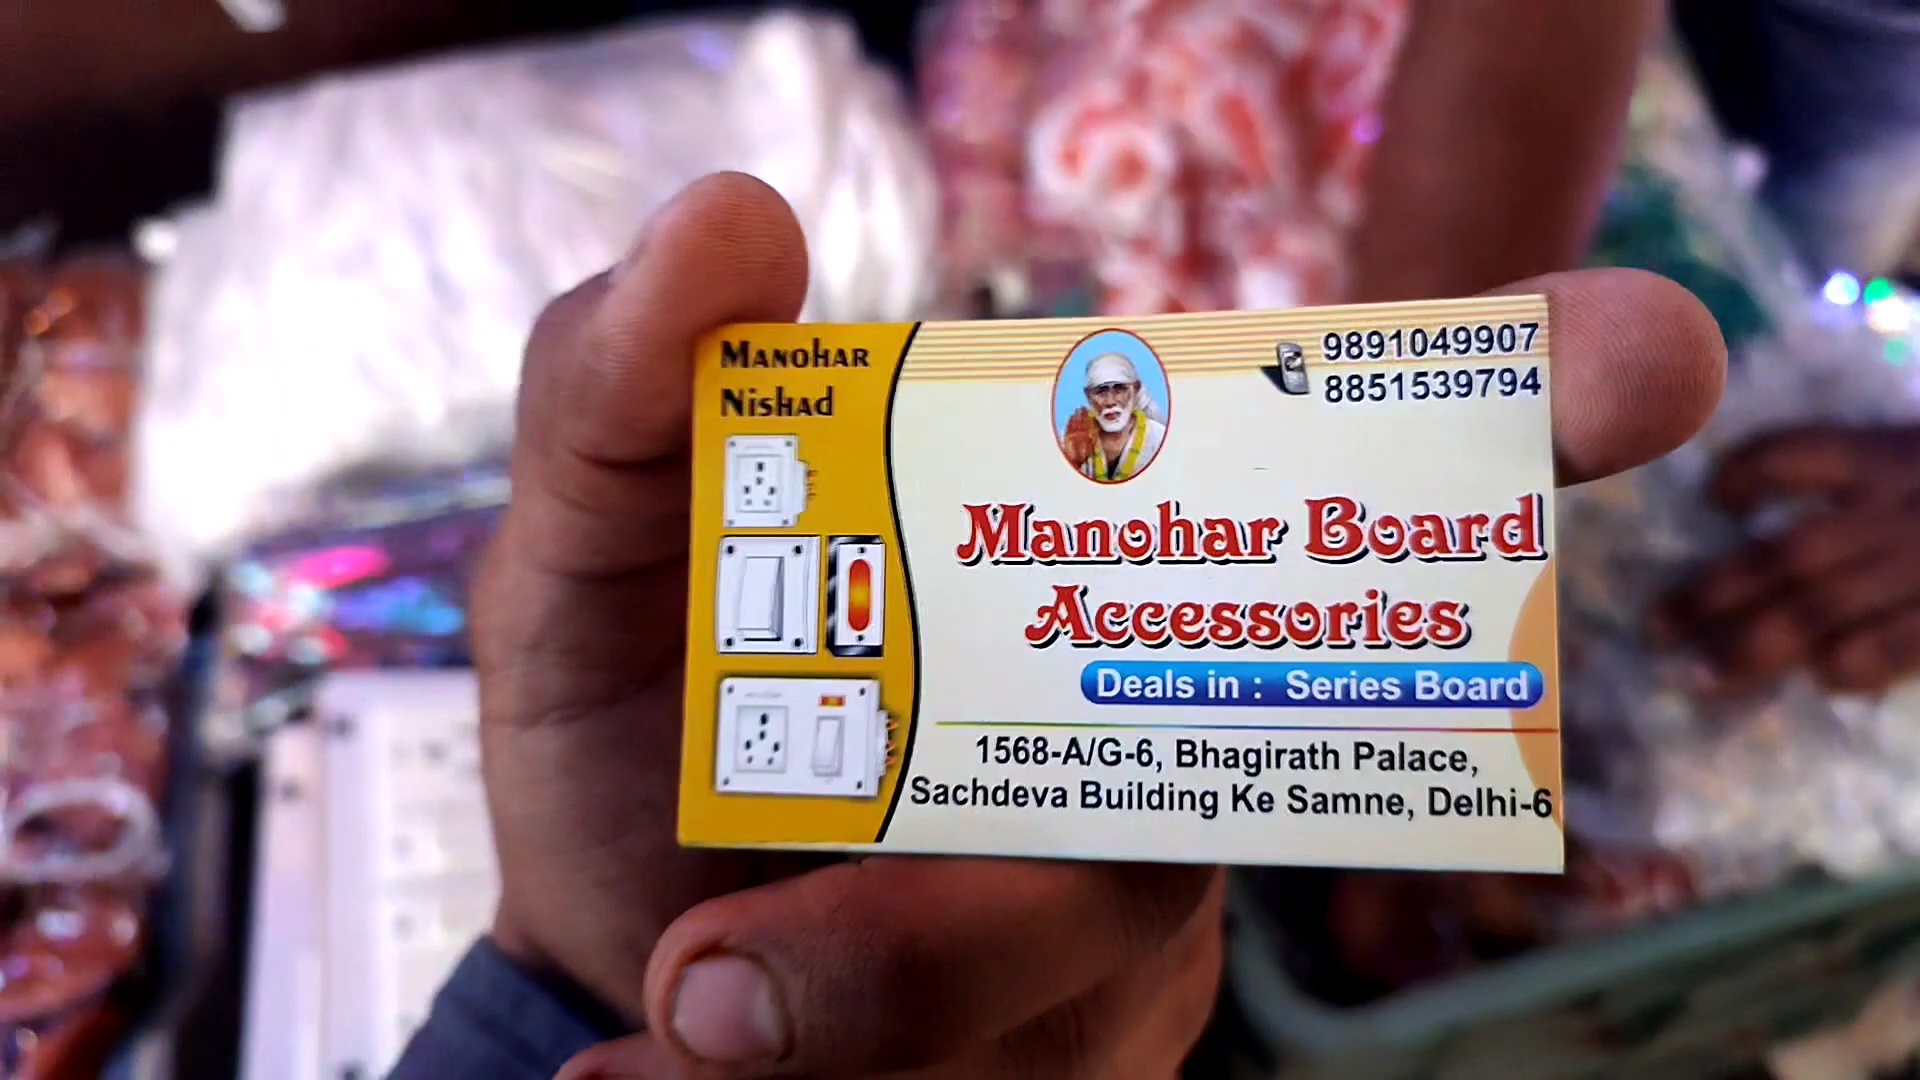 Manohar
Nishad
9891049907
8851539794
Manohar Board
Accessories
Deals in : Series Board
1568-A/G-6, Bhagirath Palace,
Sachdeva Building Ke Samne, Delhi-6